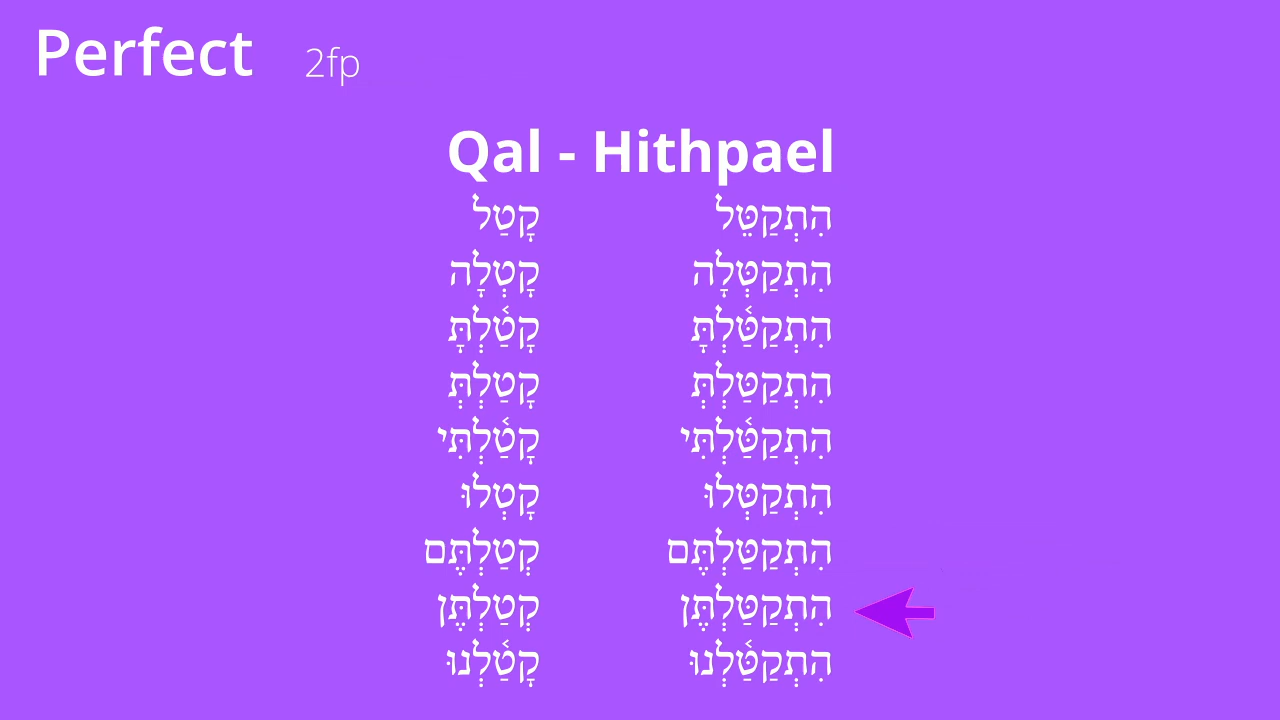 Perfect 2fp
Qal - Hithpael
קָטַל הִתְקַטֵּל
קָטְלָה הִתְקַטְּלָה
קָטַ֫לְתָּ הִתְקַטַּ֫לְתָּ
קָטַלְתְּ הִתְקַטַּלְתְּ
קָטַ֫לְתִּי הִתְקַטַּ֫לְתִּי
קָטְלוּ הִתְקַטְּלוּ
קְטַלְתֶּם הִתְקַטַּלְתֶּם
קְטַלְתֶּן הִתְקַטַּלְתֶּן
קָטַ֫לְנוּ הִתְקַטַּ֫לְנוּ